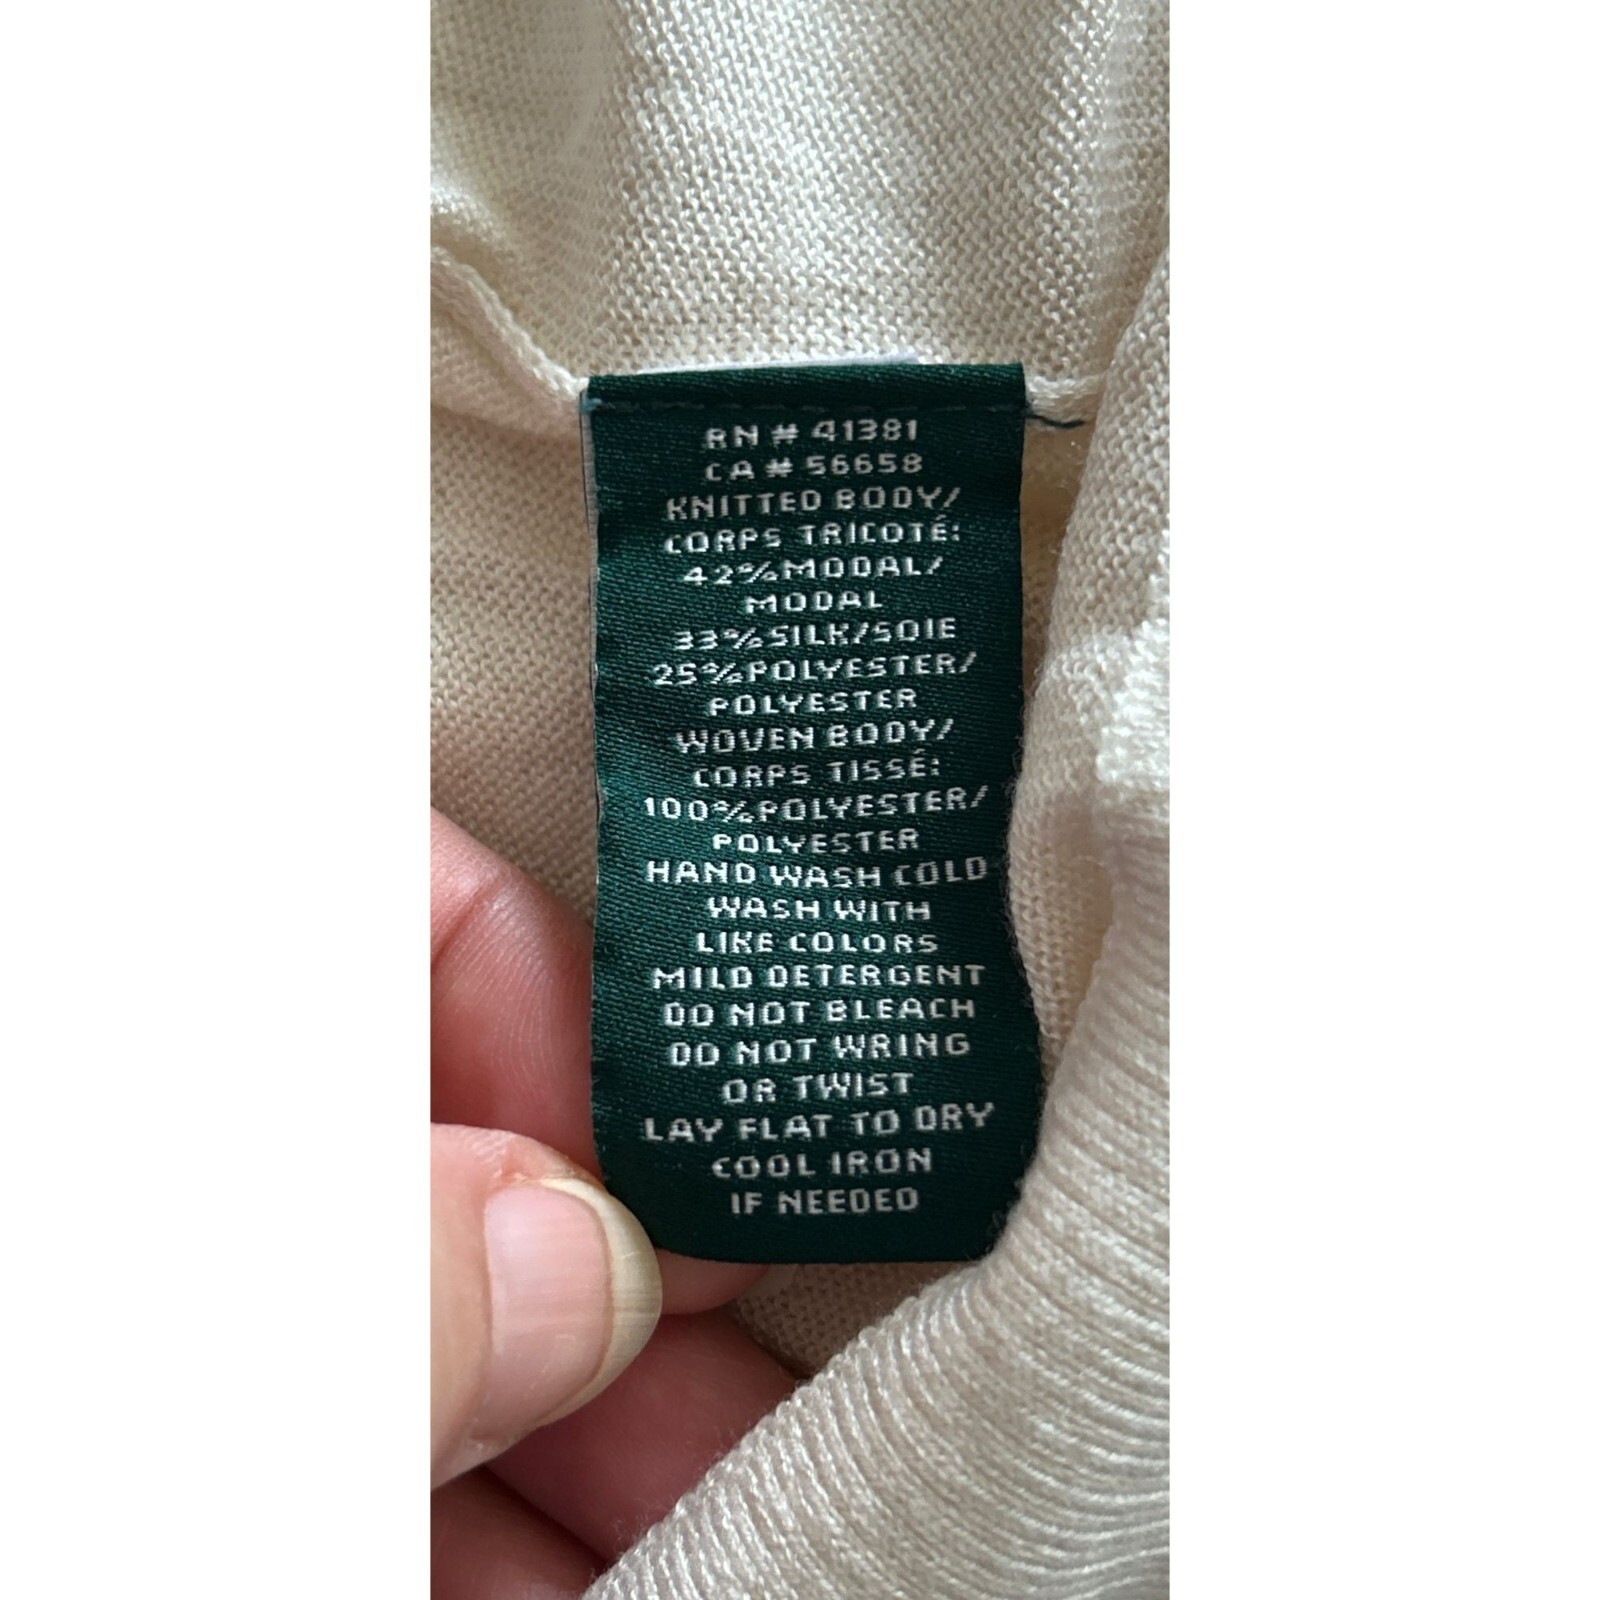 RN # 41381
CA # 56658
KNITTED BODY/
CORPS TRICOTÉ:
42%MODAL/
MODAL
33%SILK/SOIE
25%POLYESTER/
POLYESTER
WOVEN BODY/
CORPS TISSÉ:
100%POLYESTER/
POLYESTER
HAND WASH COLD
WASH WITH
LIKE COLORS
MILD DETERGENT
DO NOT BLEACH
DO NOT WRING
OR TWIST
LAY FLAT TO DRY
COOL IRON
IF NEEDED